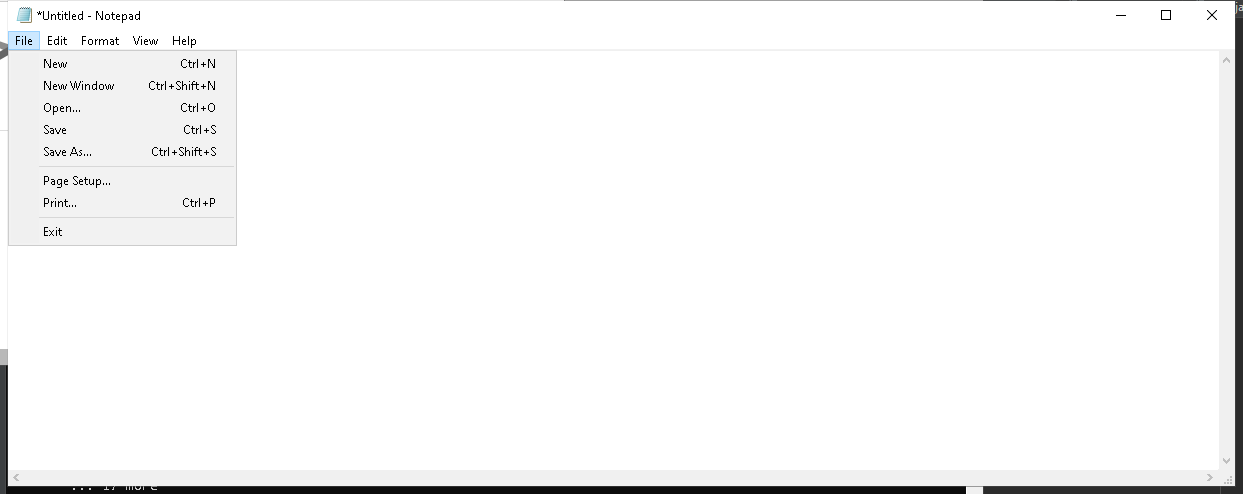 *Untitled - Notepad
File Edit Format View Help
New Ctrl+N
New Window Ctrl+Shift+N
Open... Ctrl+O
Save Ctrl+S
Save As... Ctrl+Shift+S
Page Setup...
Print... Ctrl+P
Exit
... 17 more